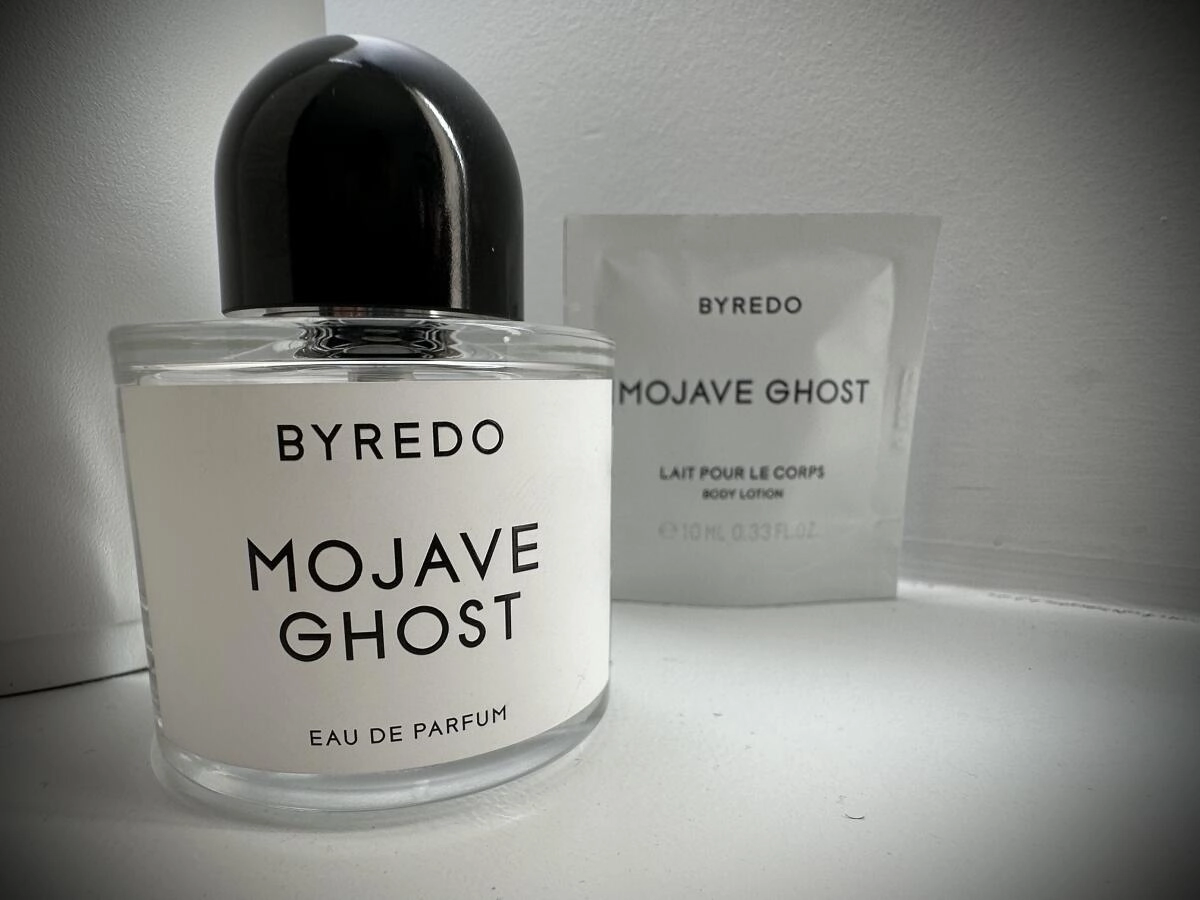 BYREDO
MOJAVE
GHOST
EAU DE PARFUM
BYREDO
MOJAVE GHOST
LAIT POUR LE CORPS
BODY LOTION
℮ 10 ML 0.33 FL.OZ.